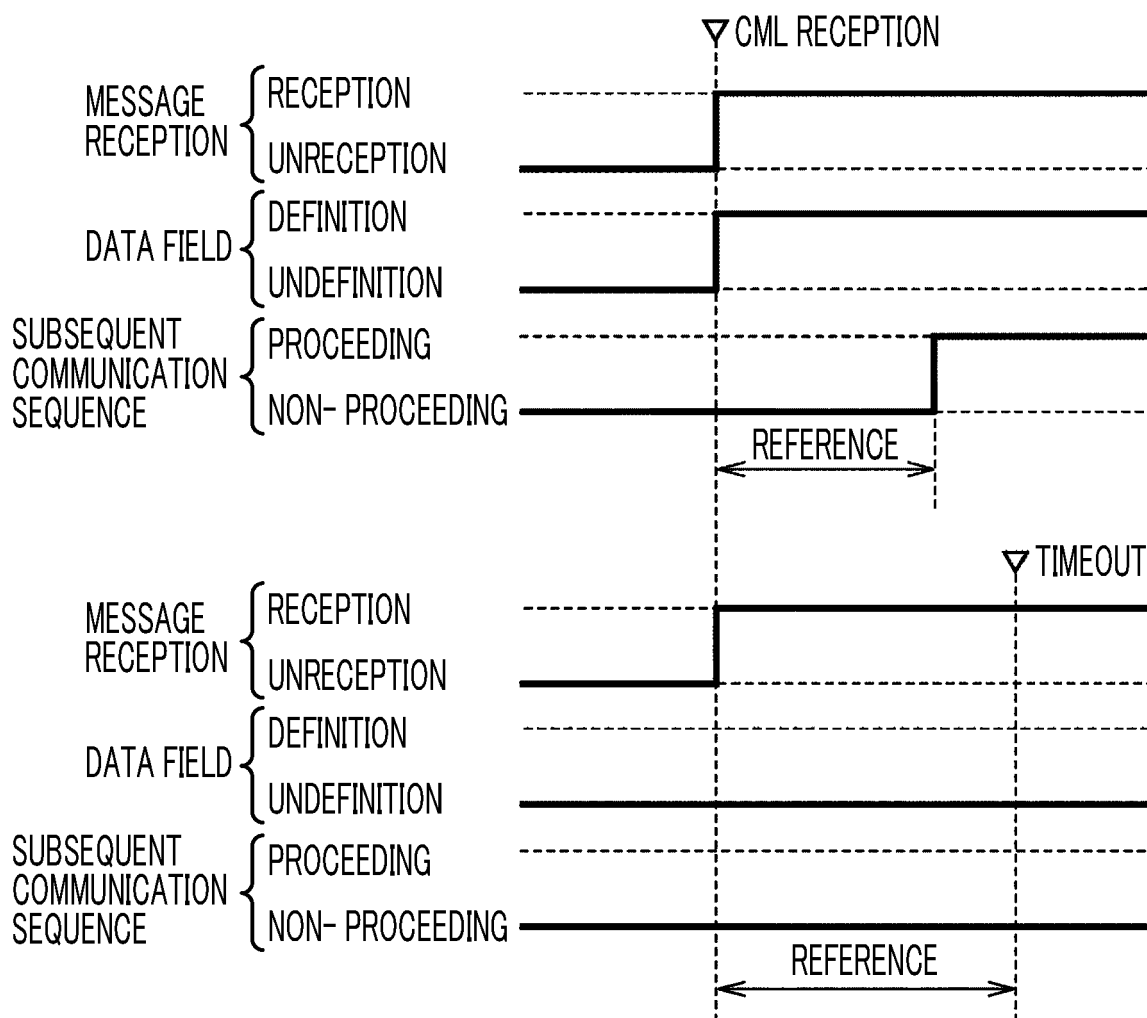 CML RECEPTION
MESSAGE
RECEPTION
RECEPTION
UNRECEPTION
DATA FIELD
DEFINITION
UNDEFINITION
SUBSEQUENT
COMMUNICATION
SEQUENCE
PROCEEDING
NON- PROCEEDING
REFERENCE
TIMEOUT
MESSAGE
RECEPTION
RECEPTION
UNRECEPTION
DATA FIELD
DEFINITION
UNDEFINITION
SUBSEQUENT
COMMUNICATION
SEQUENCE
PROCEEDING
NON- PROCEEDING
REFERENCE